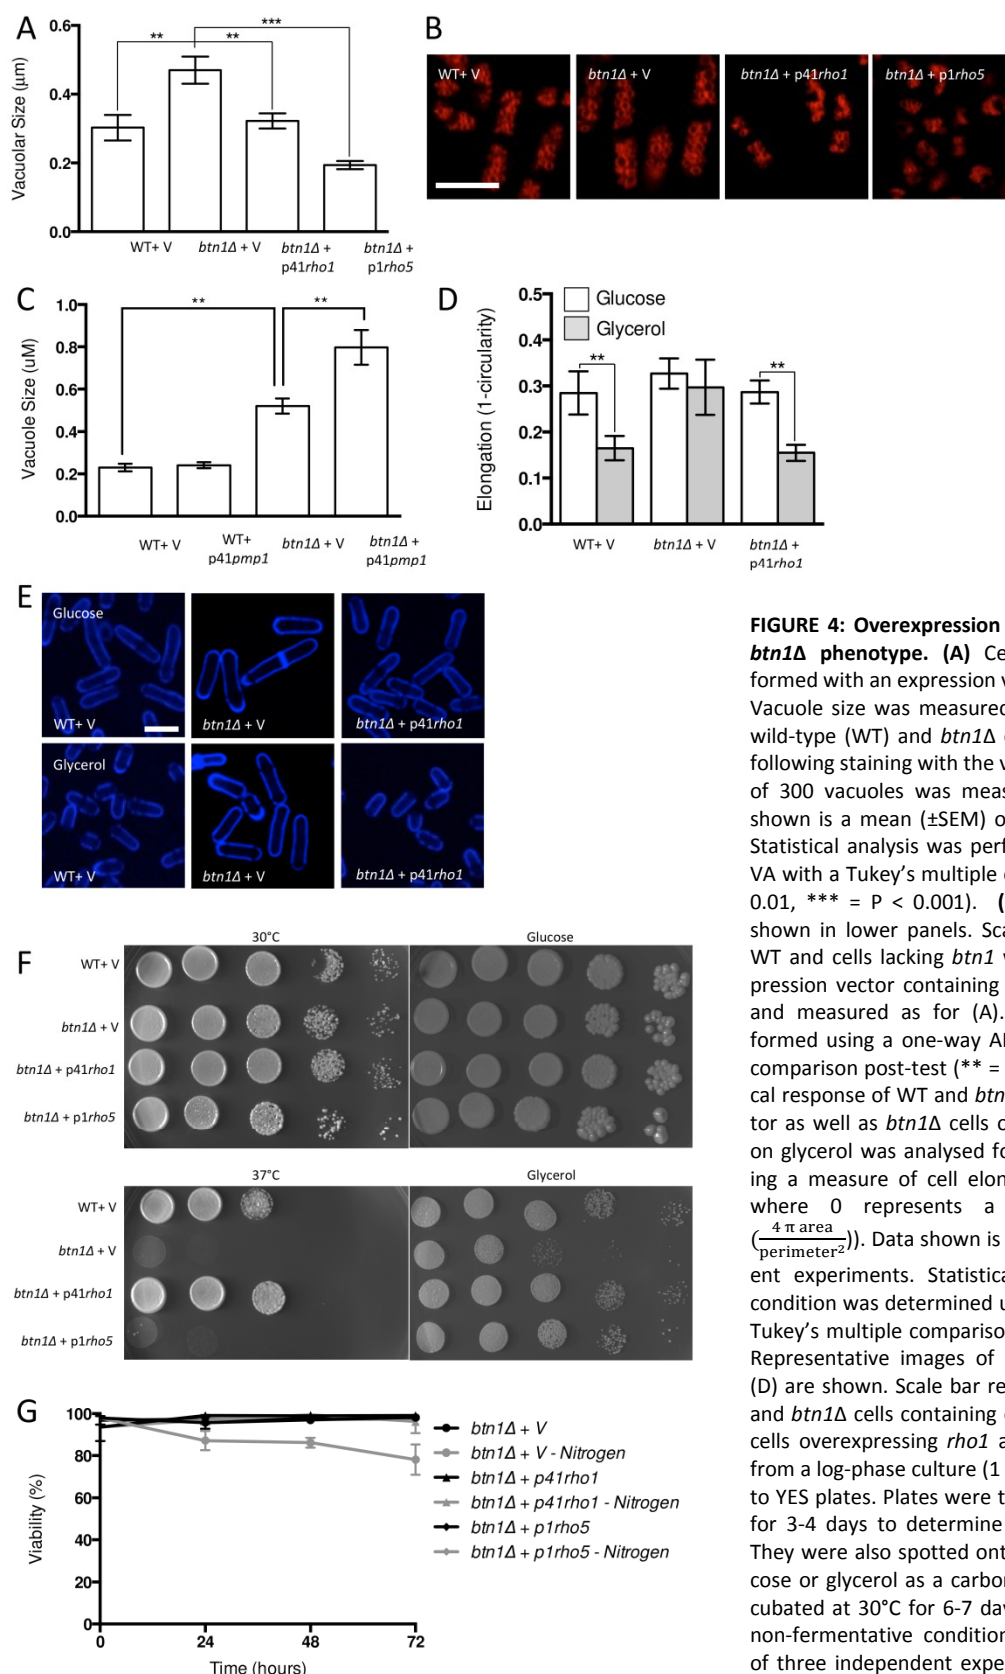 A
0.6
0.4
0.2
0.0
Vacuolar Size (µm)
**
**
***
WT+ V
btn1Δ + V
btn1Δ +
p41rho1
btn1Δ +
p1rho5
B
WT+ V
btn1Δ + V
btn1Δ + p41rho1
btn1Δ + p1rho5
C
1.0
0.8
0.6
0.4
0.2
0.0
Vacuole Size (uM)
**
**
WT+ V
WT+
p41pmp1
btn1Δ + V
btn1Δ +
p41pmp1
D
0.5
0.4
0.3
0.2
0.1
0.0
Elongation (1-circularity)
Glucose
Glycerol
**
**
WT+ V
btn1Δ + V
btn1Δ +
p41rho1
E
Glucose
WT+ V
btn1Δ + V
btn1Δ + p41rho1
Glycerol
WT+ V
btn1Δ + V
btn1Δ + p41rho1
F
30°C
Glucose
WT+ V
btn1Δ + V
btn1Δ + p41rho1
btn1Δ + p1rho5
37°C
Glycerol
WT+ V
btn1Δ + V
btn1Δ + p41rho1
btn1Δ + p1rho5
G
100
80
60
40
20
0
Viability (%)
0
24
48
72
Time (hours)
btn1Δ + V
btn1Δ + V - Nitrogen
btn1Δ + p41rho1
btn1Δ + p41rho1 - Nitrogen
btn1Δ + p1rho5
btn1Δ + p1rho5 - Nitrogen
FIGURE 4: Overexpression
btn1Δ phenotype. (A) Ce
formed with an expression v
Vacuole size was measured
wild-type (WT) and btn1Δ
following staining with the v
of 300 vacuoles was meas
shown is a mean (±SEM) o
Statistical analysis was perf
VA with a Tukey's multiple
0.01, *** = P < 0.001). (
shown in lower panels. Sca
WT and cells lacking btn1
pression vector containing
and measured as for (A).
formed using a one-way A
comparison post-test (** =
cal response of WT and btn
tor as well as btn1Δ cells o
on glycerol was analysed fo
ing a measure of cell elon
where 0 represents a
(4 π area / perimeter²)). Data shown is
ent experiments. Statistica
condition was determined u
Tukey's multiple compariso
Representative images of
(D) are shown. Scale bar re
and btn1Δ cells containing
cells overexpressing rho1 a
from a log-phase culture (1
to YES plates. Plates were t
for 3-4 days to determine
They were also spotted ont
cose or glycerol as a carbon
cubated at 30°C for 6-7 day
non-fermentative condition
of three independent expe